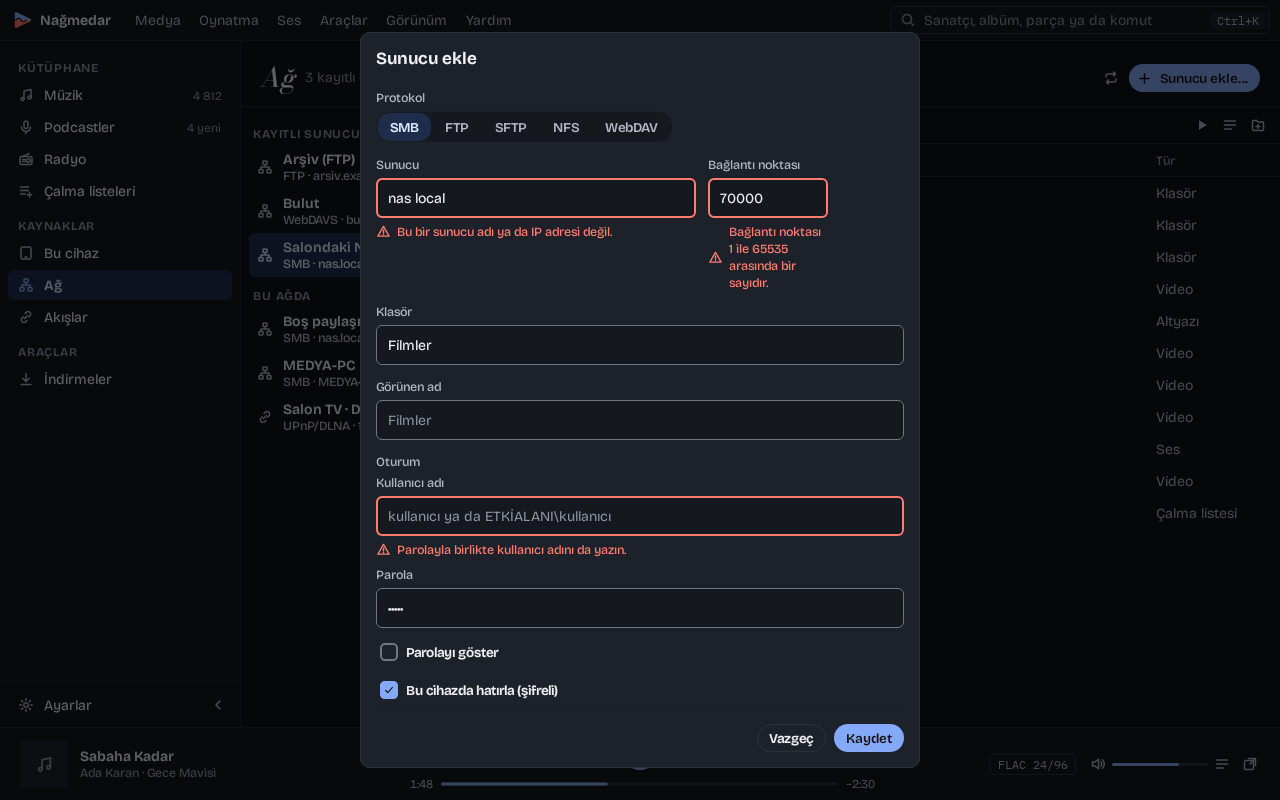 Nağmedar Medya Oynatma Ses Araçlar Görünüm Yardım Sanatçı, albüm, parça ya da komut Ctrl+K
KÜTÜPHANE
Müzik 4 812
Podcastler 4 yeni
Radyo
Çalma listeleri
KAYNAKLAR
Bu cihaz
Ağ
Akışlar
ARAÇLAR
İndirmeler
Ayarlar
Ağ 3 kayıtlı
Sunucu ekle...
KAYITLI SUNUCU
Arşiv (FTP)
FTP · arsiv.exa
Bulut
WebDAVS · bu
Salondaki N
SMB · nas.loca
BU AĞDA
Boş paylaşı
SMB · nas.loca
MEDYA-PC
SMB · MEDYA-
Salon TV · D
UPnP/DLNA · 1
Sunucu ekle
Protokol
SMB FTP SFTP NFS WebDAV
Sunucu
nas local
Bu bir sunucu adı ya da IP adresi değil.
Bağlantı noktası
70000
Bağlantı noktası
1 ile 65535
arasında bir
sayıdır.
Klasör
Filmler
Görünen ad
Filmler
Oturum
Kullanıcı adı
kullanıcı ya da ETKİALANI\kullanıcı
Parolayla birlikte kullanıcı adını da yazın.
Parola
•••••
Parolayı göster
Bu cihazda hatırla (şifreli)
Vazgeç Kaydet
Tür
Klasör
Klasör
Klasör
Video
Altyazı
Video
Video
Video
Ses
Video
Çalma listesi
Sabaha Kadar
Ada Karan · Gece Mavisi
1:48 −2:30
FLAC 24/96